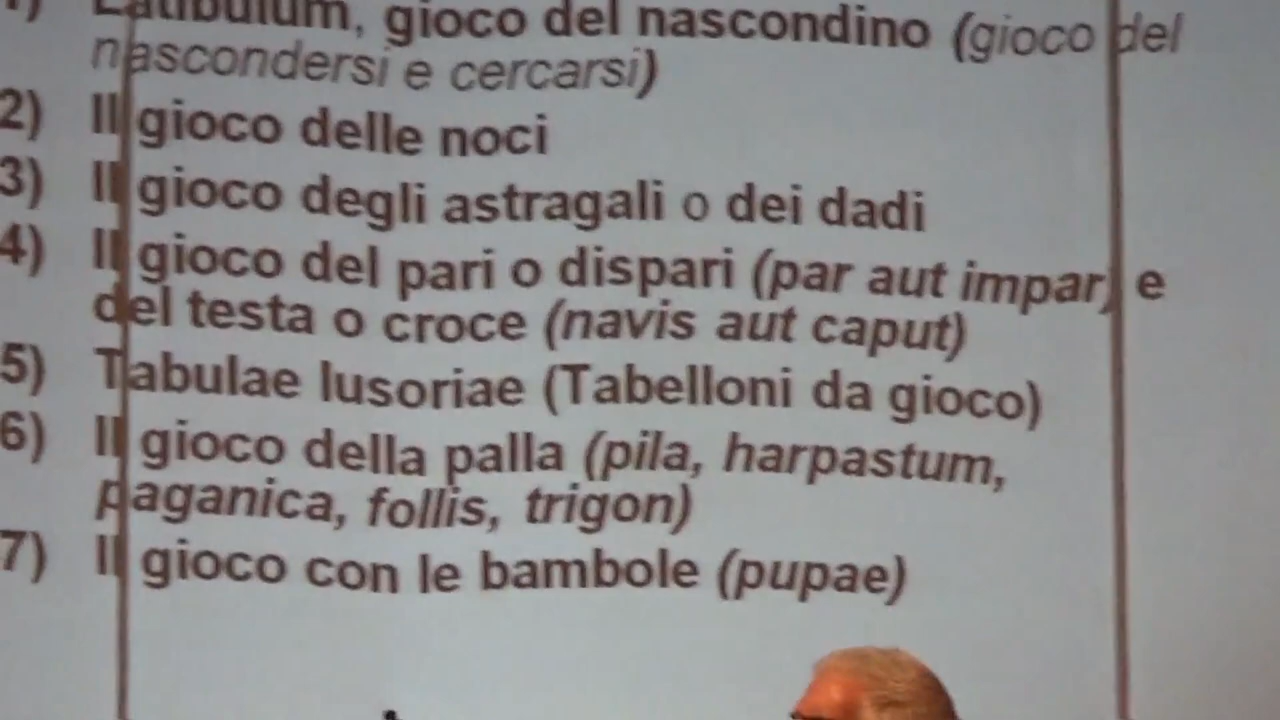 1) Latibulum, gioco del nascondino (gioco del
nascondersi e cercarsi)
2) Il gioco delle noci
3) Il gioco degli astragali o dei dadi
4) Il gioco del pari o dispari (par aut impar) e
del testa o croce (navis aut caput)
5) Tabulae lusoriae (Tabelloni da gioco)
6) Il gioco della palla (pila, harpastum,
paganica, follis, trigon)
7) Il gioco con le bambole (pupae)